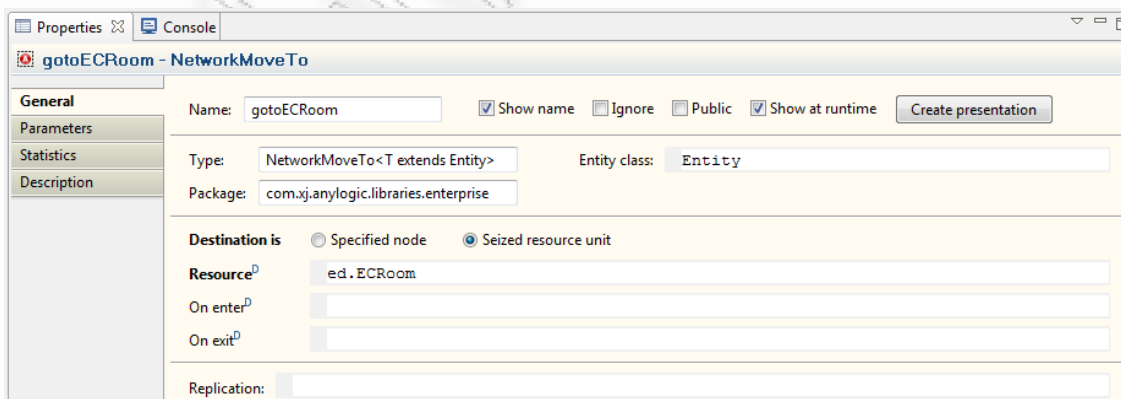 Properties Console
gotoECRoom - NetworkMoveTo
General
Parameters
Statistics
Description
Name: gotoECRoom Show name Ignore Public Show at runtime Create presentation
Type: NetworkMoveTo<T extends Entity> Entity class: Entity
Package: com.xj.anylogic.libraries.enterprise
Destination is Specified node Seized resource unit
ResourceD ed.ECRoom
On enterD
On exitD
Replication: